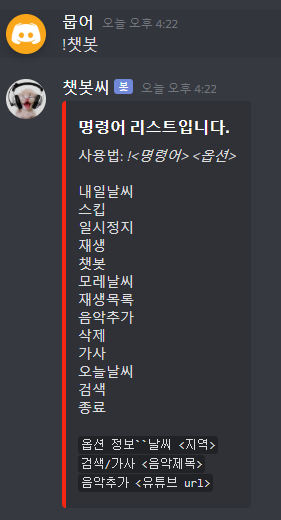 뮵어 오늘 오후 4:22
!챗봇
챗봇씨 봇 오늘 오후 4:22
명령어 리스트입니다.
사용법: !<명령어> <옵션>
내일날씨
스킵
일시정지
재생
챗봇
모레날씨
재생목록
음악추가
삭제
가사
오늘날씨
검색
종료
옵션 정보``날씨 <지역>
검색/가사 <음악제목>
음악추가 <유튜브 url>